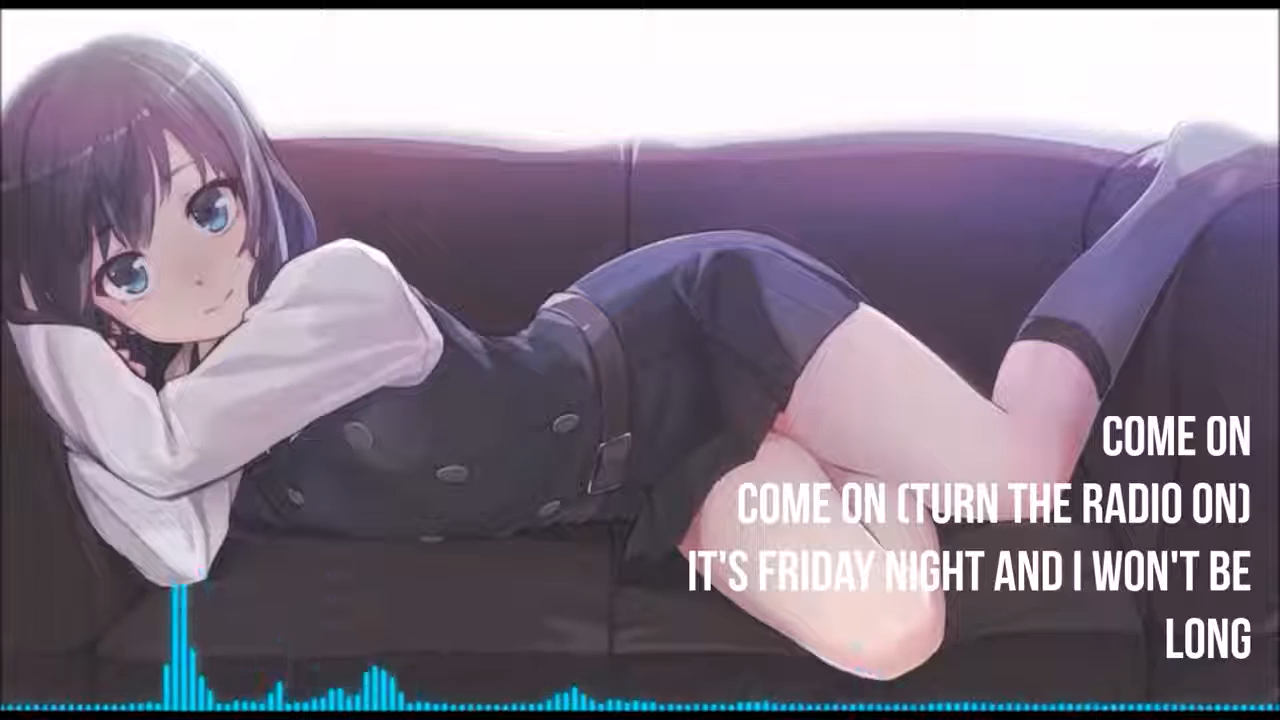 COME ON
COME ON (TURN THE RADIO ON)
IT'S FRIDAY NIGHT AND I WON'T BE
LONG